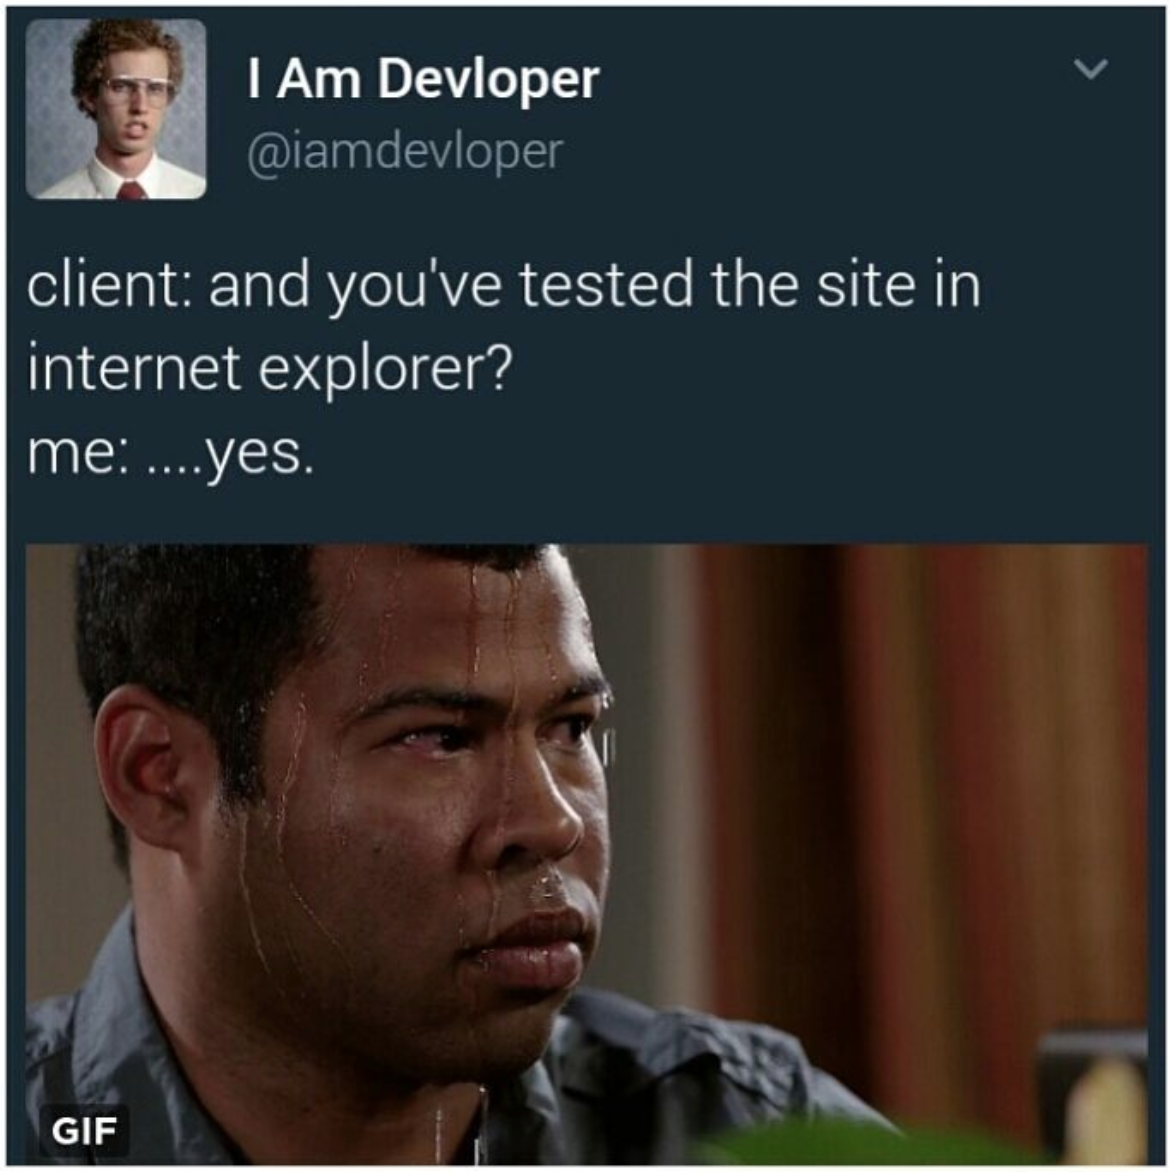 I Am Devloper
@iamdevloper
client: and you've tested the site in
internet explorer?
me: ....yes.
GIF